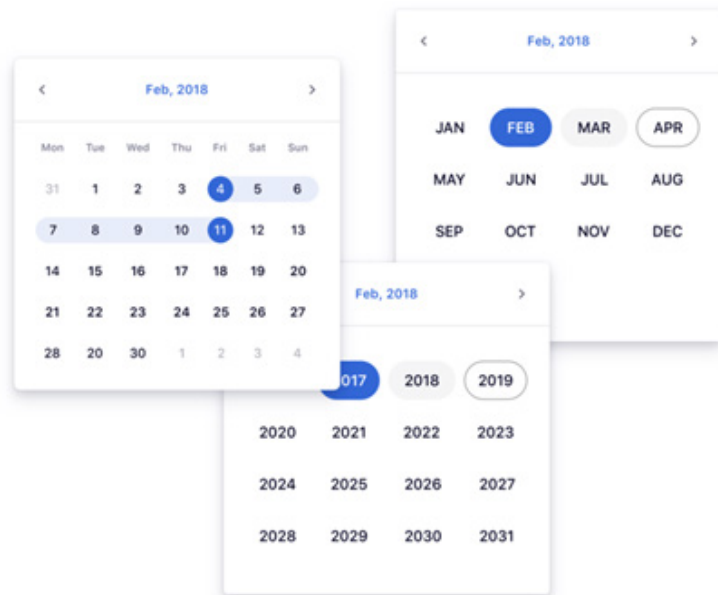 Feb, 2018
Mon Tue Wed Thu Fri Sat Sun
31 1 2 3 4 5 6
7 8 9 10 11 12 13
14 15 16 17 18 19 20
21 22 23 24 25 26 27
28 20 30 1 2 3 4
Feb, 2018
JAN FEB MAR APR
MAY JUN JUL AUG
SEP OCT NOV DEC
Feb, 2018
2018 2019
2020 2021 2022 2023
2024 2025 2026 2027
2028 2029 2030 2031